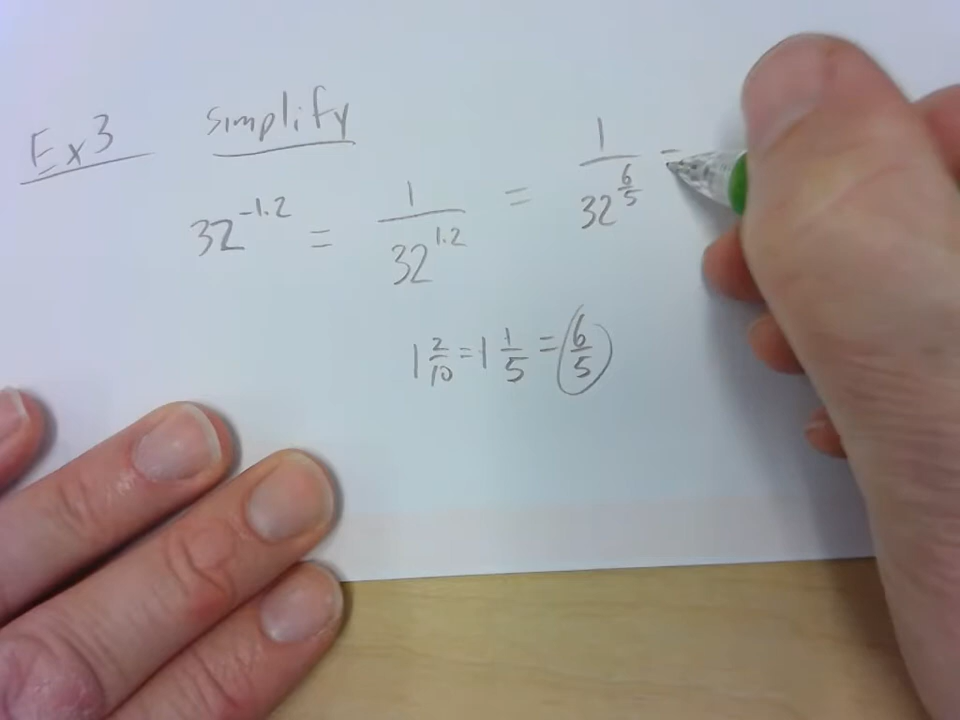 Ex3 Simplify
32^-1.2 = 1/32^1.2 = 1/32^6/5 =
1 2/10 = 1 1/5 = 6/5